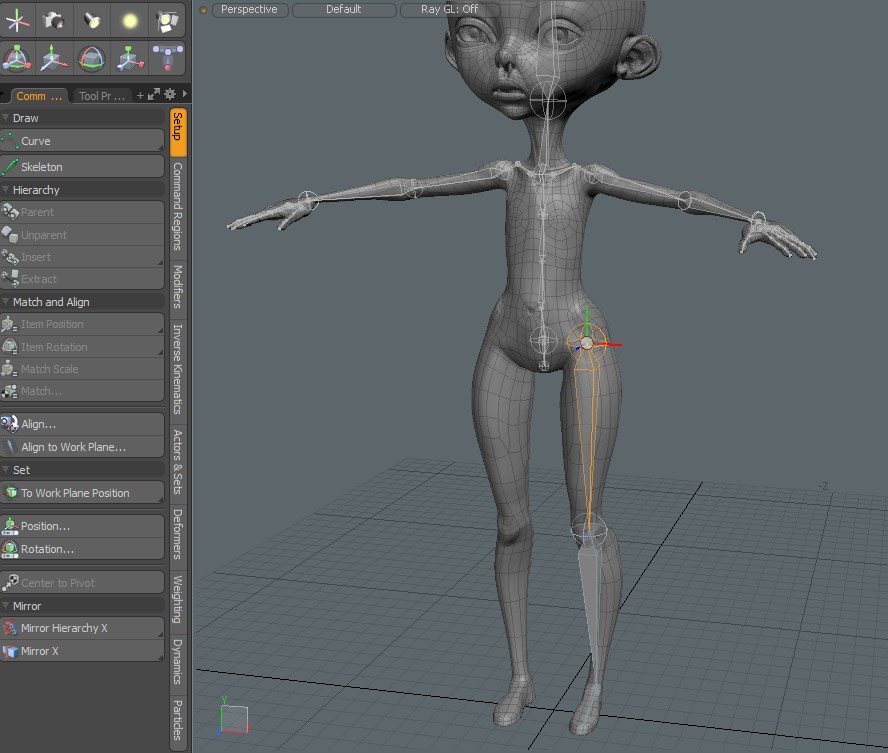 Perspective
Default
Ray GL: Off
Comm ...
Tool Pr ...
Draw
Curve
Skeleton
Hierarchy
Parent
Unparent
Insert
Extract
Match and Align
Item Position
Item Rotation
Match Scale
Match...
Align...
Align to Work Plane...
Set
To Work Plane Position
Position...
Rotation...
Center to Pivot
Mirror
Mirror Hierarchy X
Mirror X
Setup
Command Regions
Modifiers
Inverse Kinematics
Actors & Sets
Deformers
Weighting
Dynamics
Particles
-Z
Y